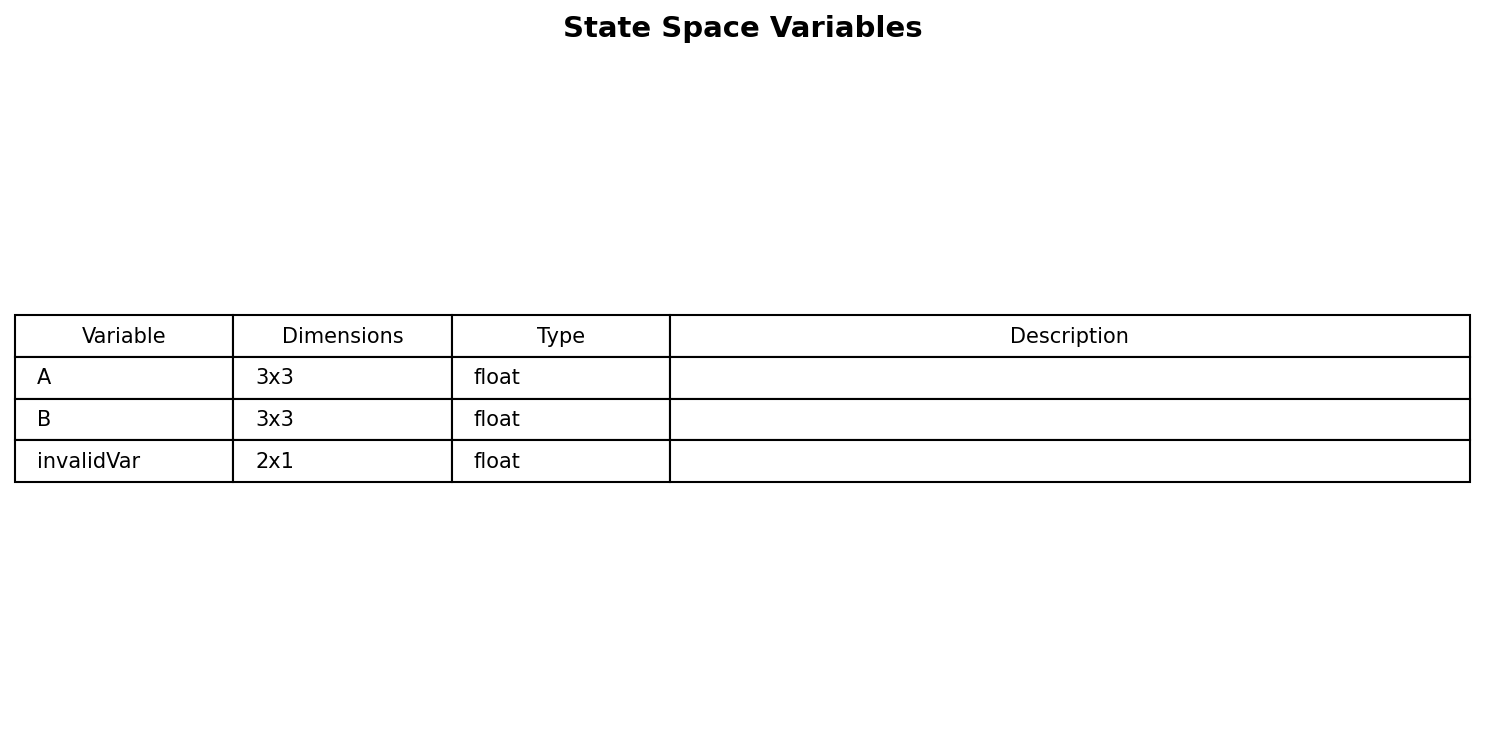 State Space Variables
Variable Dimensions Type Description
A 3x3 float
B 3x3 float
invalidVar 2x1 float